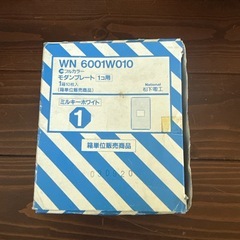 WN 6001W010
フルカラー
モダンプレート 1コ用
1箱10枚入
(箱単位販売商品)
National
松下電工
ミルキーホワイト
1
箱単位販売商品